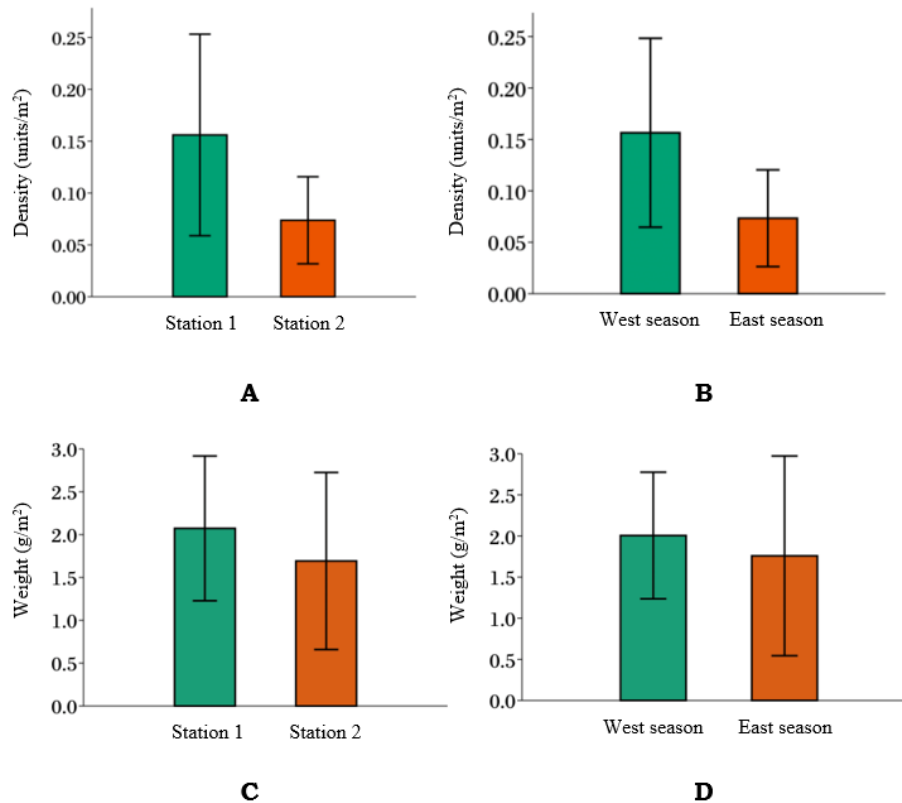 Density (units/m²)
0.25
0.20
0.15
0.10
0.05
0.00
Station 1 Station 2
A
Density (units/m²)
0.25
0.20
0.15
0.10
0.05
0.00
West season East season
B
Weight (g/m²)
3.0
2.5
2.0
1.5
1.0
0.5
0.0
Station 1 Station 2
C
Weight (g/m²)
3.0
2.5
2.0
1.5
1.0
0.5
0.0
West season East season
D